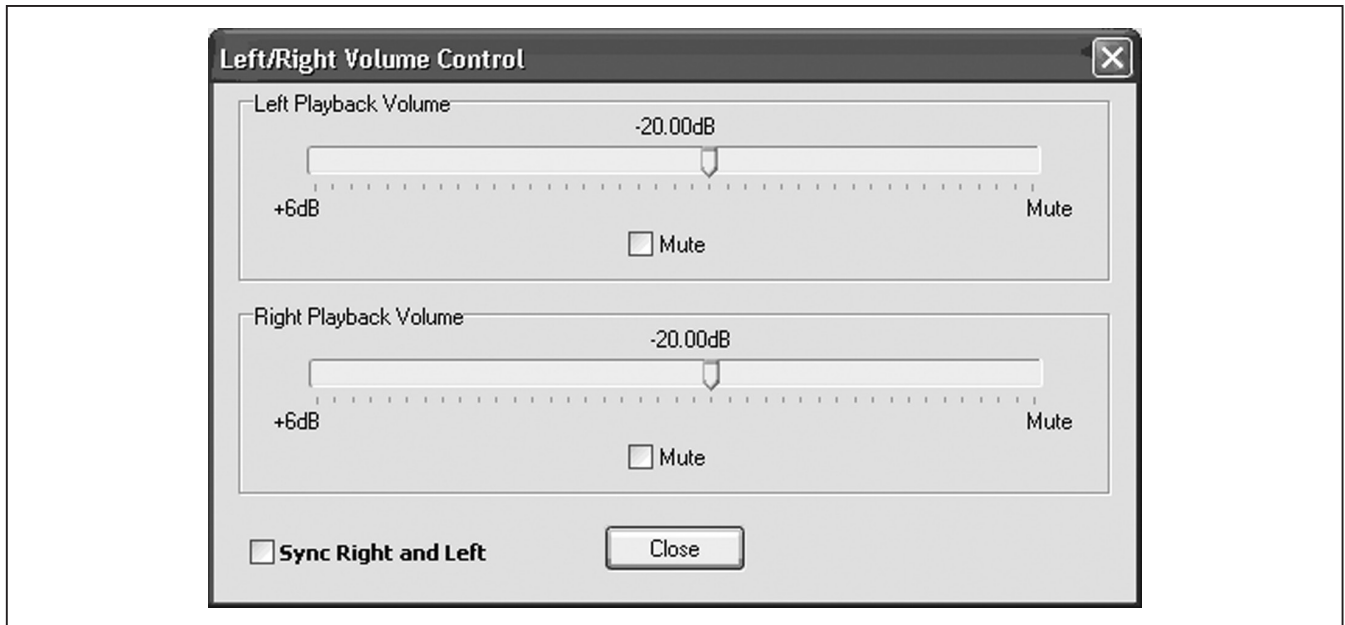 Left/Right Volume Control
Left Playback Volume
-20.00dB
+6dB Mute
Mute
Right Playback Volume
-20.00dB
+6dB Mute
Mute
Sync Right and Left Close